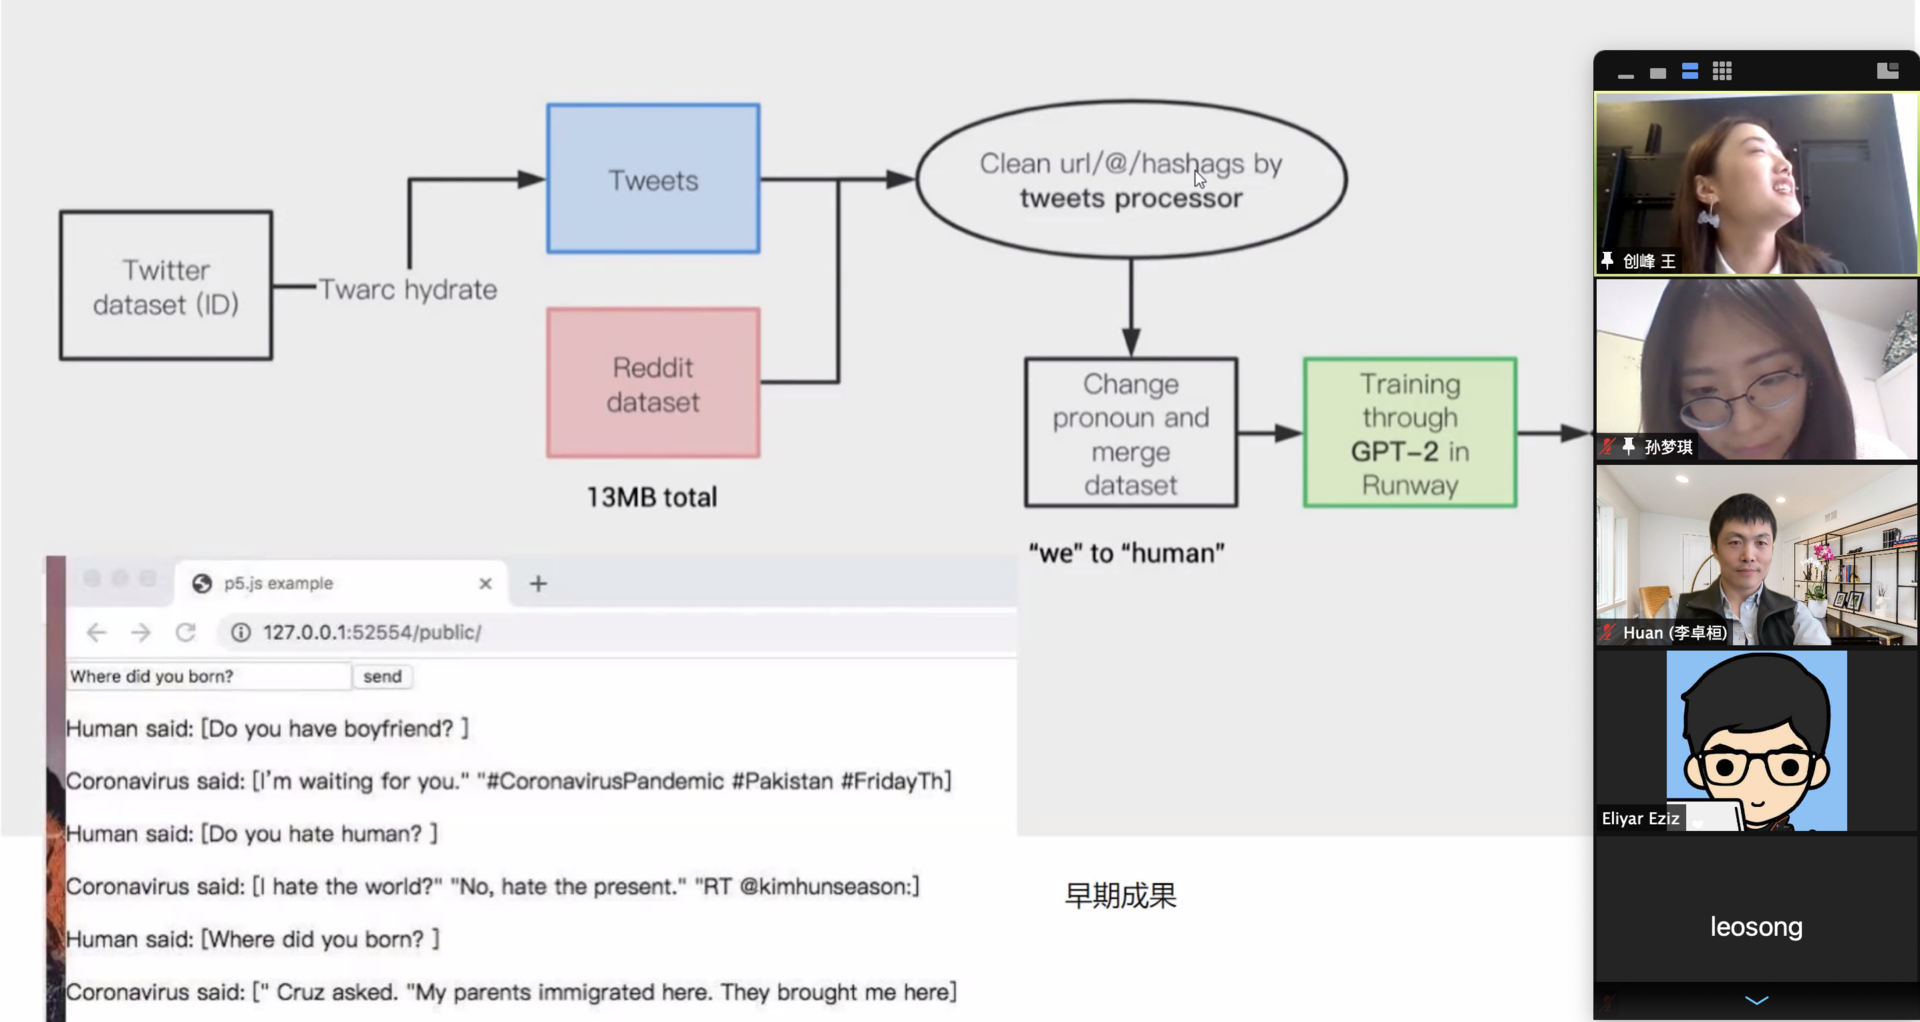 Twitter
dataset (ID)
Twarc hydrate
Tweets
Reddit
dataset
13MB total
Clean url/@/hashags by
tweets processor
Change
pronoun and
merge
dataset
"we" to "human"
Training
through
GPT-2 in
Runway
p5.js example
127.0.0.1:52554/public/
Where did you born? send
Human said: [Do you have boyfriend? ]
Coronavirus said: [I'm waiting for you." "#CoronavirusPandemic #Pakistan #FridayTh]
Human said: [Do you hate human? ]
Coronavirus said: [I hate the world?" "No, hate the present." "RT @kimhunseason:]
Human said: [Where did you born? ]
Coronavirus said: [" Cruz asked. "My parents immigrated here. They brought me here]
早期成果
创峰 王
孙梦琪
Huan (李卓桓)
Eliyar Eziz
leosong